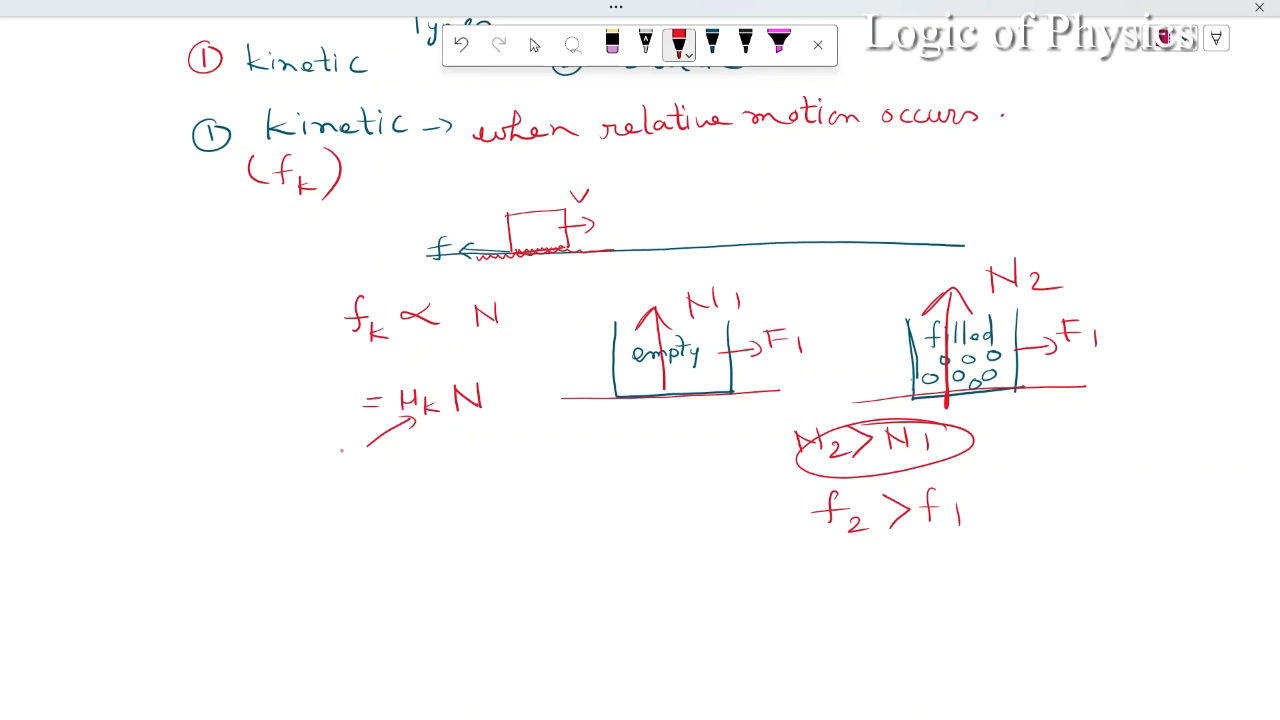 Types
Logic of Physics
① kinetic
① kinetic → when relative motion occurs.
(fk)
v
f
fk ∝ N
N1
N2
empty
F1
filled
F1
= μk N
N2 > N1
f2 > f1